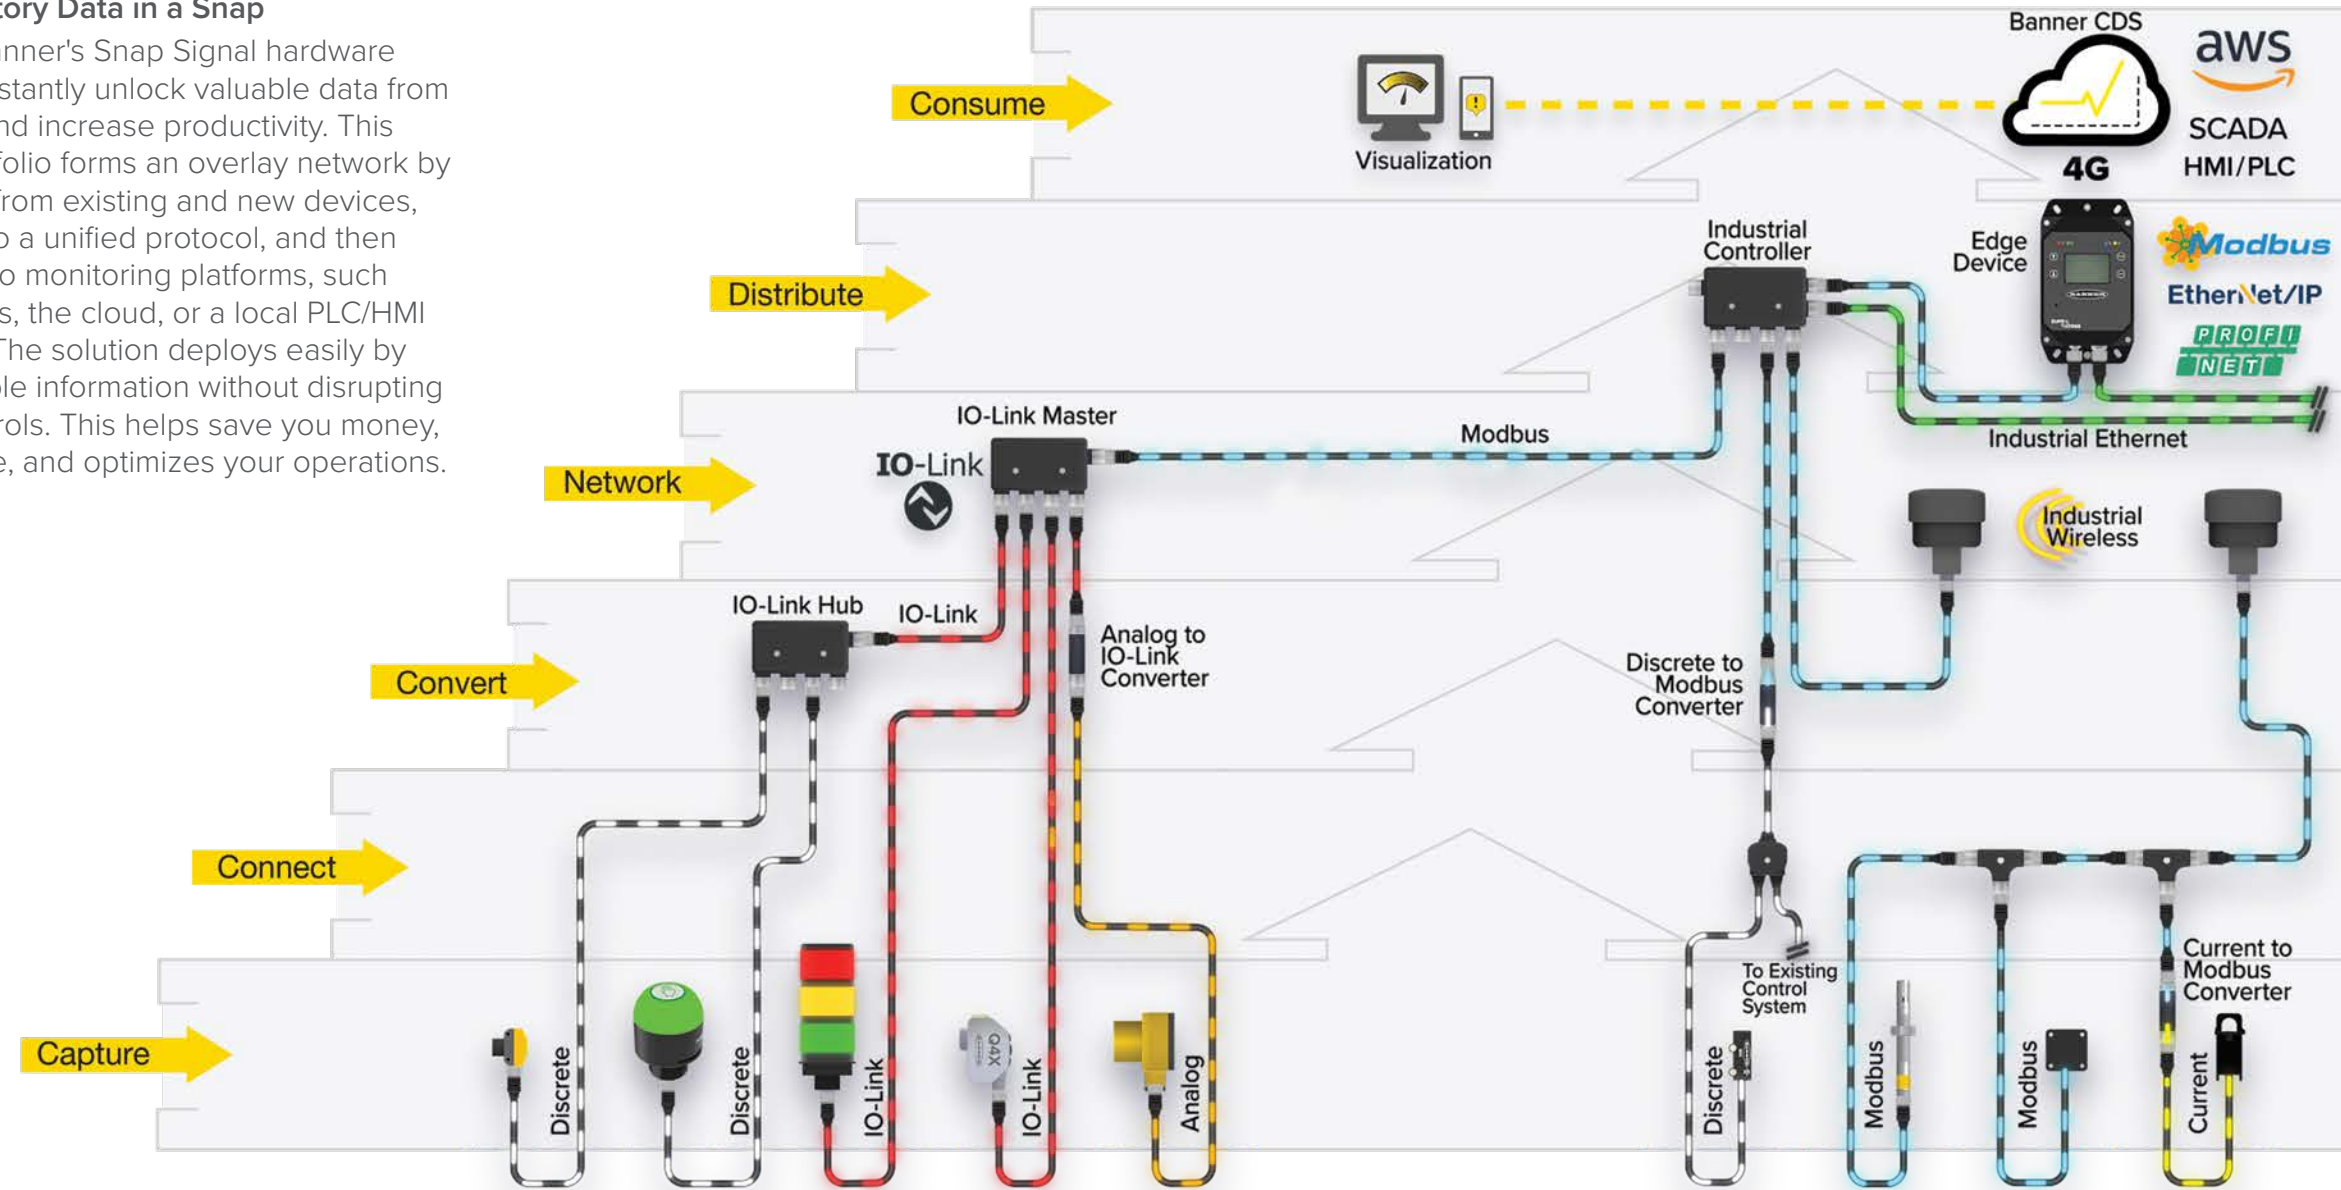 tory Data in a Snap
anner's Snap Signal hardware
stantly unlock valuable data from
nd increase productivity. This
folio forms an overlay network by
from existing and new devices,
o a unified protocol, and then
o monitoring platforms, such
s, the cloud, or a local PLC/HMI
The solution deploys easily by
ble information without disrupting
rols. This helps save you money,
e, and optimizes your operations.
Consume
Visualization
Banner CDS
4G
aws
SCADA
HMI/PLC
Distribute
Industrial
Controller
Edge
Device
BANNER
Modbus
EtherNet/IP
PROFI
NET
Industrial Ethernet
Network
IO-Link Master
IO-Link
Modbus
Industrial
Wireless
Convert
IO-Link Hub
IO-Link
Analog to
IO-Link
Converter
Discrete to
Modbus
Converter
Connect
To Existing
Control
System
Current to
Modbus
Converter
Capture
Discrete
Discrete
IO-Link
Q4X
IO-Link
Analog
Discrete
Modbus
Modbus
Current